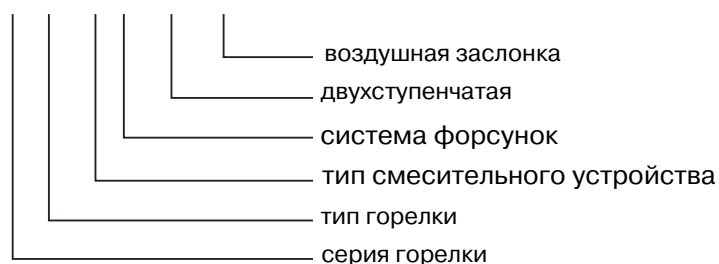 воздушная заслонка
двухступенчатая
система форсунок
тип смесительного устройства
тип горелки
серия горелки